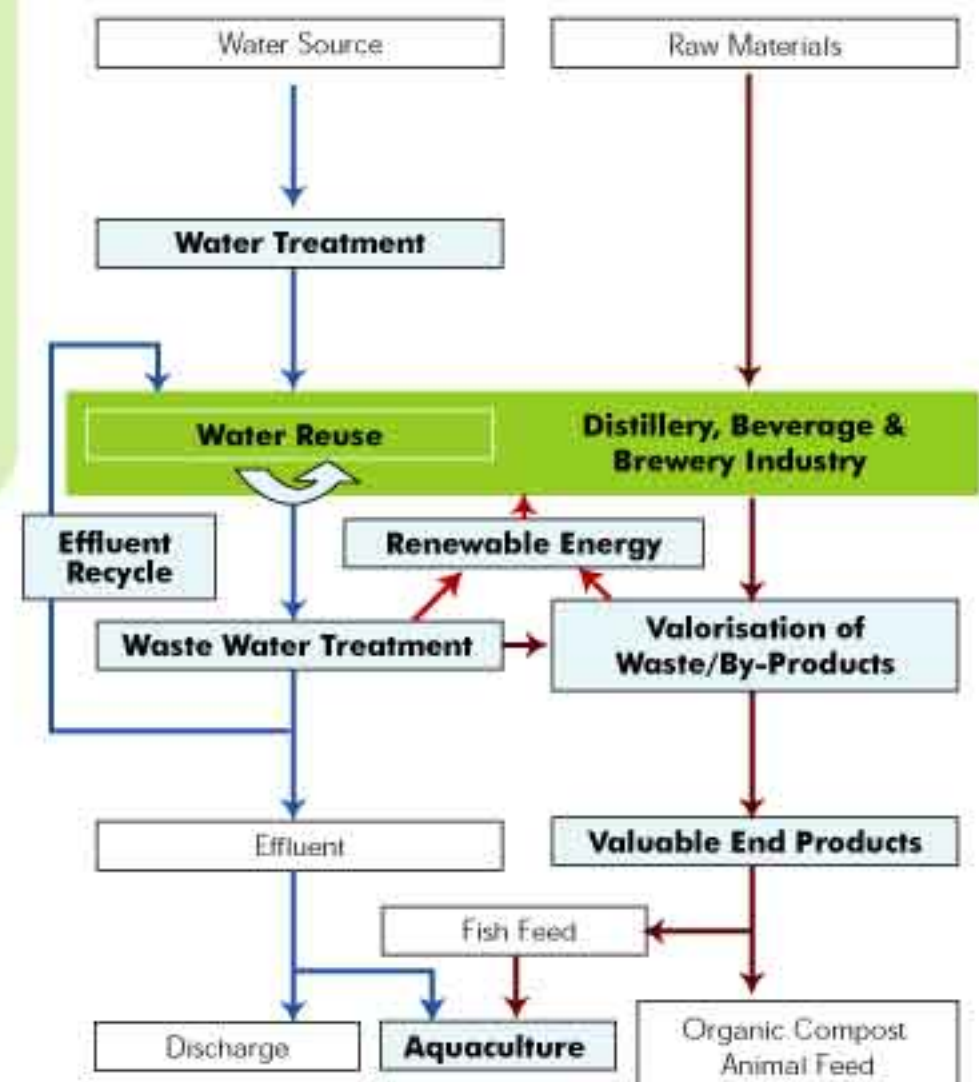 Water Source
Raw Materials
Water Treatment
Water Reuse
Distillery, Beverage &
Brewery Industry
Effluent
Recycle
Renewable Energy
Waste Water Treatment
Valorisation of
Waste/By-Products
Effluent
Valuable End Products
Fish Feed
Discharge
Aquaculture
Organic Compost
Animal Feed